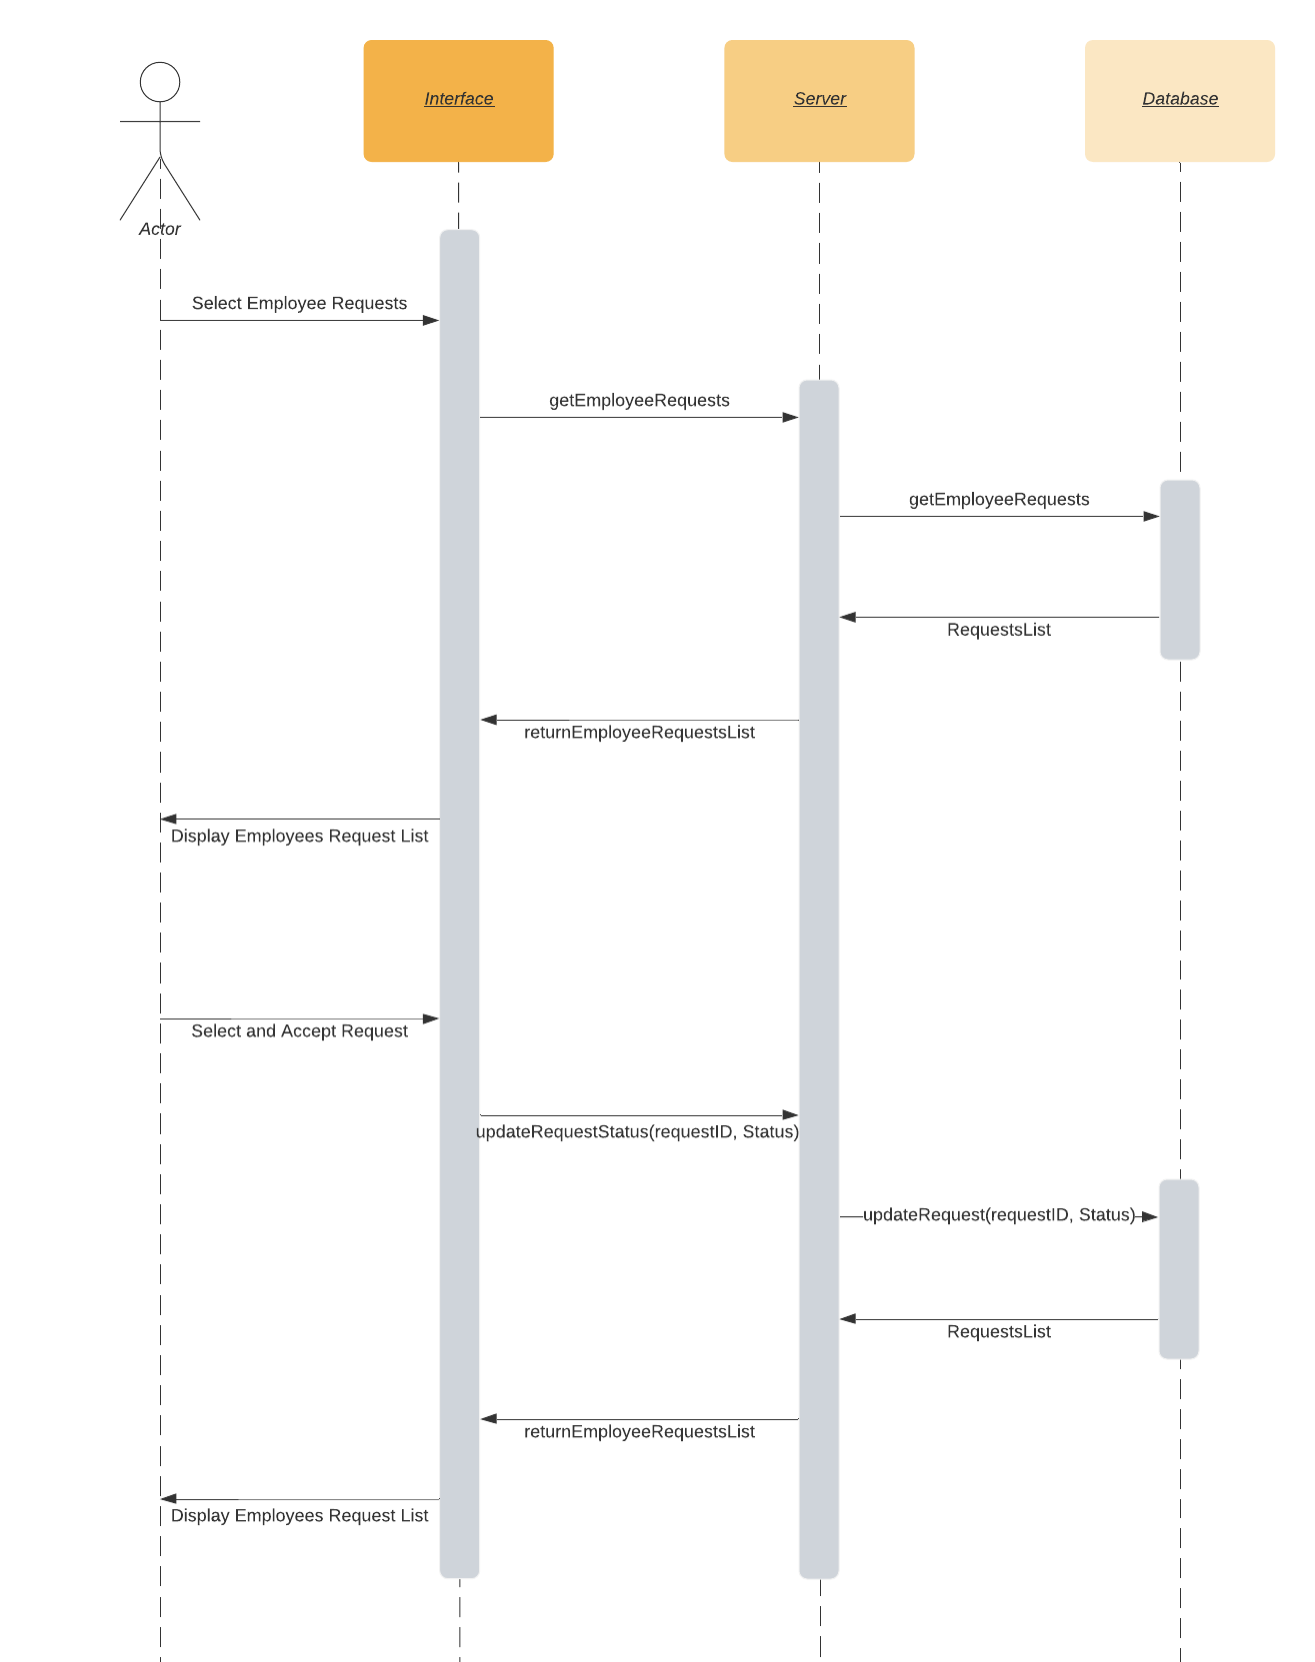 Interface
Server
Database
Actor
Select Employee Requests
getEmployeeRequests
getEmployeeRequests
RequestsList
returnEmployeeRequestsList
Display Employees Request List
Select and Accept Request
updateRequestStatus(requestID, Status)
updateRequest(requestID, Status)
RequestsList
returnEmployeeRequestsList
Display Employees Request List